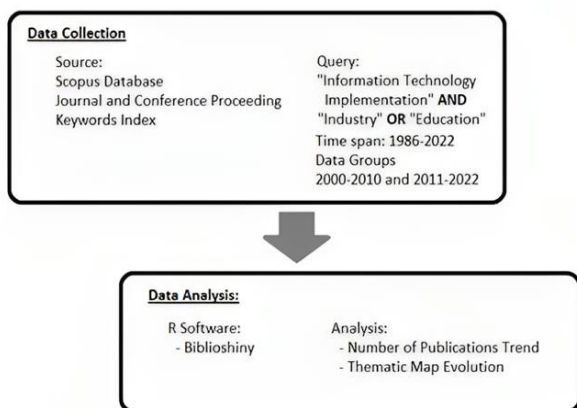 Data Collection
Source:
Scopus Database
Journal and Conference Proceeding
Keywords Index
Query:
"Information Technology
Implementation" AND
"Industry" OR "Education"
Time span: 1986-2022
Data Groups
2000-2010 and 2011-2022
Data Analysis:
R Software:
- Biblioshiny
Analysis:
- Number of Publications Trend
- Thematic Map Evolution